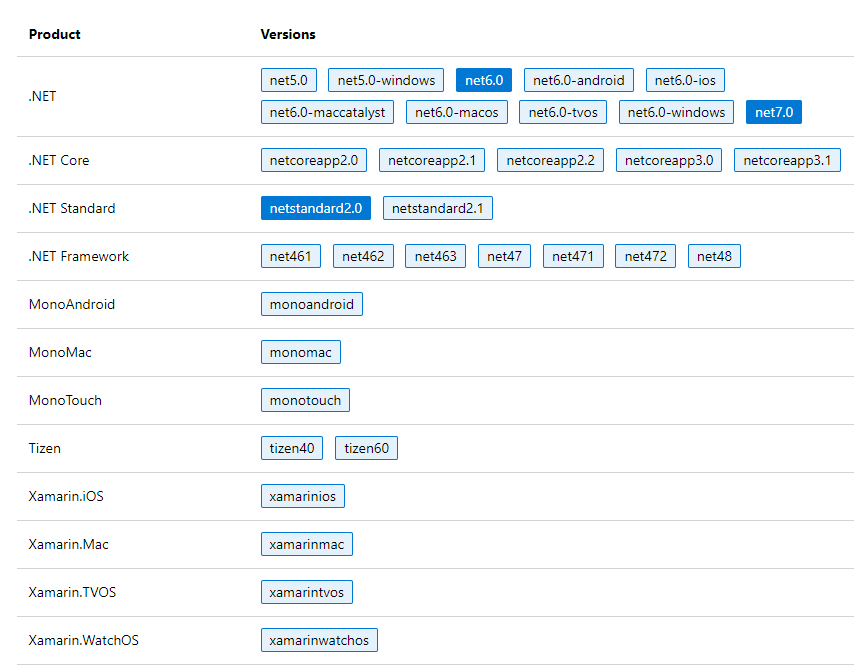 Product Versions
.NET net5.0 net5.0-windows net6.0 net6.0-android net6.0-ios
net6.0-maccatalyst net6.0-macos net6.0-tvos net6.0-windows net7.0
.NET Core netcoreapp2.0 netcoreapp2.1 netcoreapp2.2 netcoreapp3.0 netcoreapp3.1
.NET Standard netstandard2.0 netstandard2.1
.NET Framework net461 net462 net463 net47 net471 net472 net48
MonoAndroid monoandroid
MonoMac monomac
MonoTouch monotouch
Tizen tizen40 tizen60
Xamarin.iOS xamarinios
Xamarin.Mac xamarinmac
Xamarin.TVOS xamarintvos
Xamarin.WatchOS xamarinwatchos